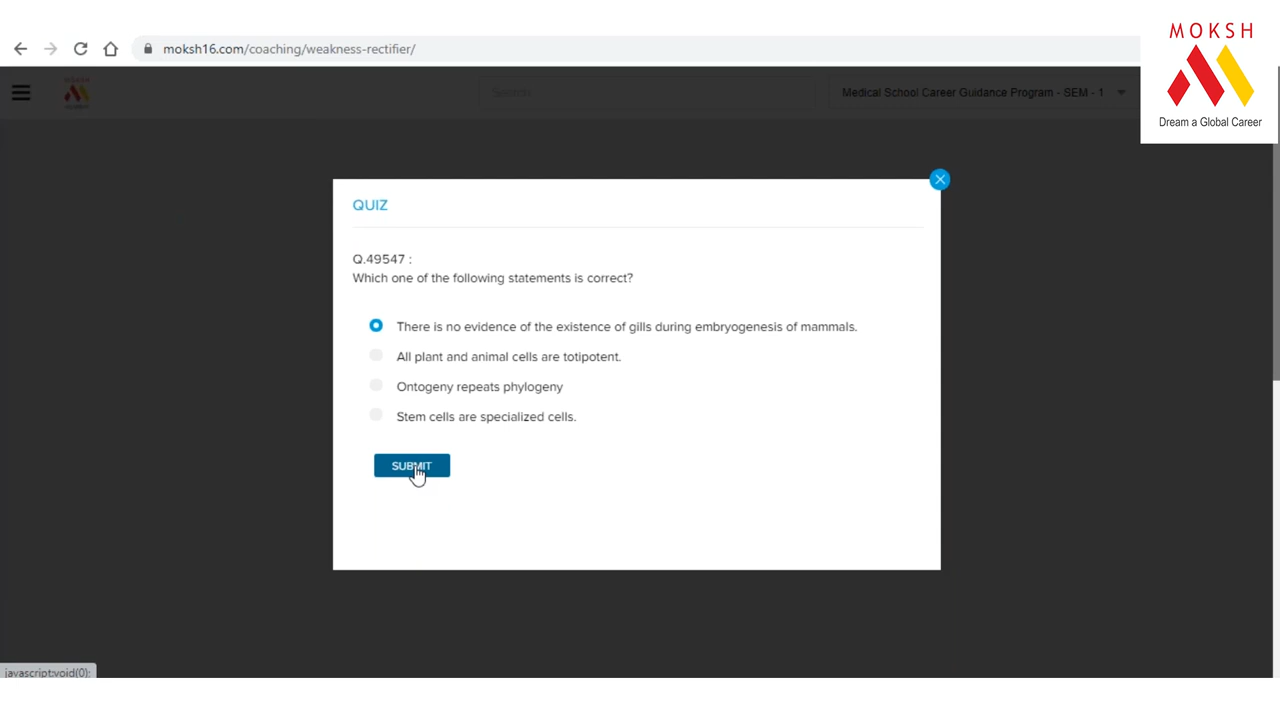 MOKSH
Dream a Global Career
moksh16.com/coaching/weakness-rectifier/
Search
Medical School Career Guidance Program - SEM - 1
QUIZ
Q.49547 :
Which one of the following statements is correct?
There is no evidence of the existence of gills during embryogenesis of mammals.
All plant and animal cells are totipotent.
Ontogeny repeats phylogeny
Stem cells are specialized cells.
SUBMIT
javascript:void(0);